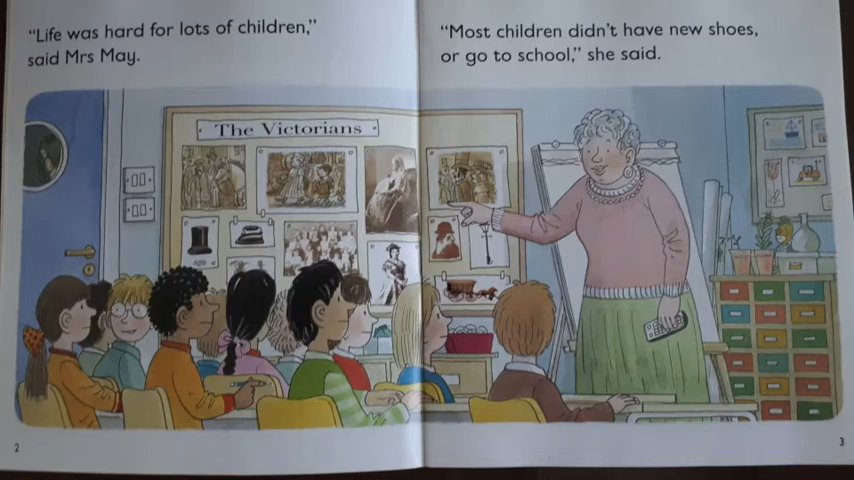 “Life was hard for lots of children,”
said Mrs May.
“Most children didn’t have new shoes,
or go to school,” she said.
The Victorians
2
3